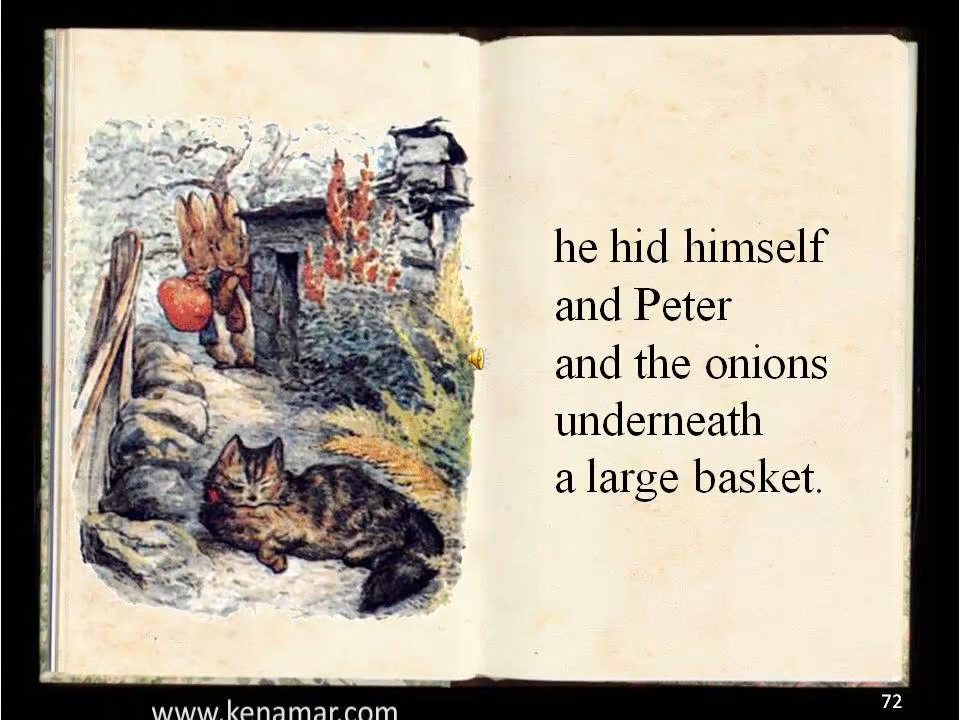 he hid himself
and Peter
and the onions
underneath
a large basket.
72
www.kenamar.com